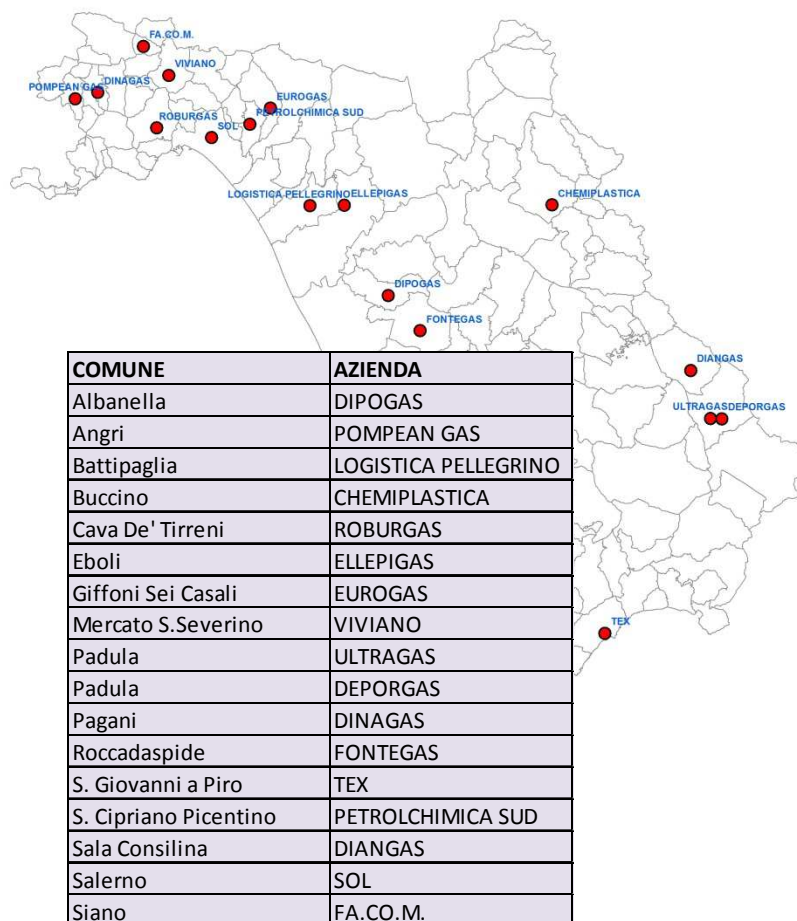 FA.CO.M.
VIVIANO
POMPEAN GAS
DINAGAS
EUROGAS
ROBURGAS
SOL
PETROLCHIMICA SUD
LOGISTICA PELLEGRINO
ELLEPIGAS
CHEMIPLASTICA
DIPOGAS
FONTEGAS
DIANGAS
ULTRAGAS
DEPORGAS
TEX
COMUNE AZIENDA
Albanella DIPOGAS
Angri POMPEAN GAS
Battipaglia LOGISTICA PELLEGRINO
Buccino CHEMIPLASTICA
Cava De' Tirreni ROBURGAS
Eboli ELLEPIGAS
Giffoni Sei Casali EUROGAS
Mercato S.Severino VIVIANO
Padula ULTRAGAS
Padula DEPORGAS
Pagani DINAGAS
Roccadaspide FONTEGAS
S. Giovanni a Piro TEX
S. Cipriano Picentino PETROLCHIMICA SUD
Sala Consilina DIANGAS
Salerno SOL
Siano FA.CO.M.